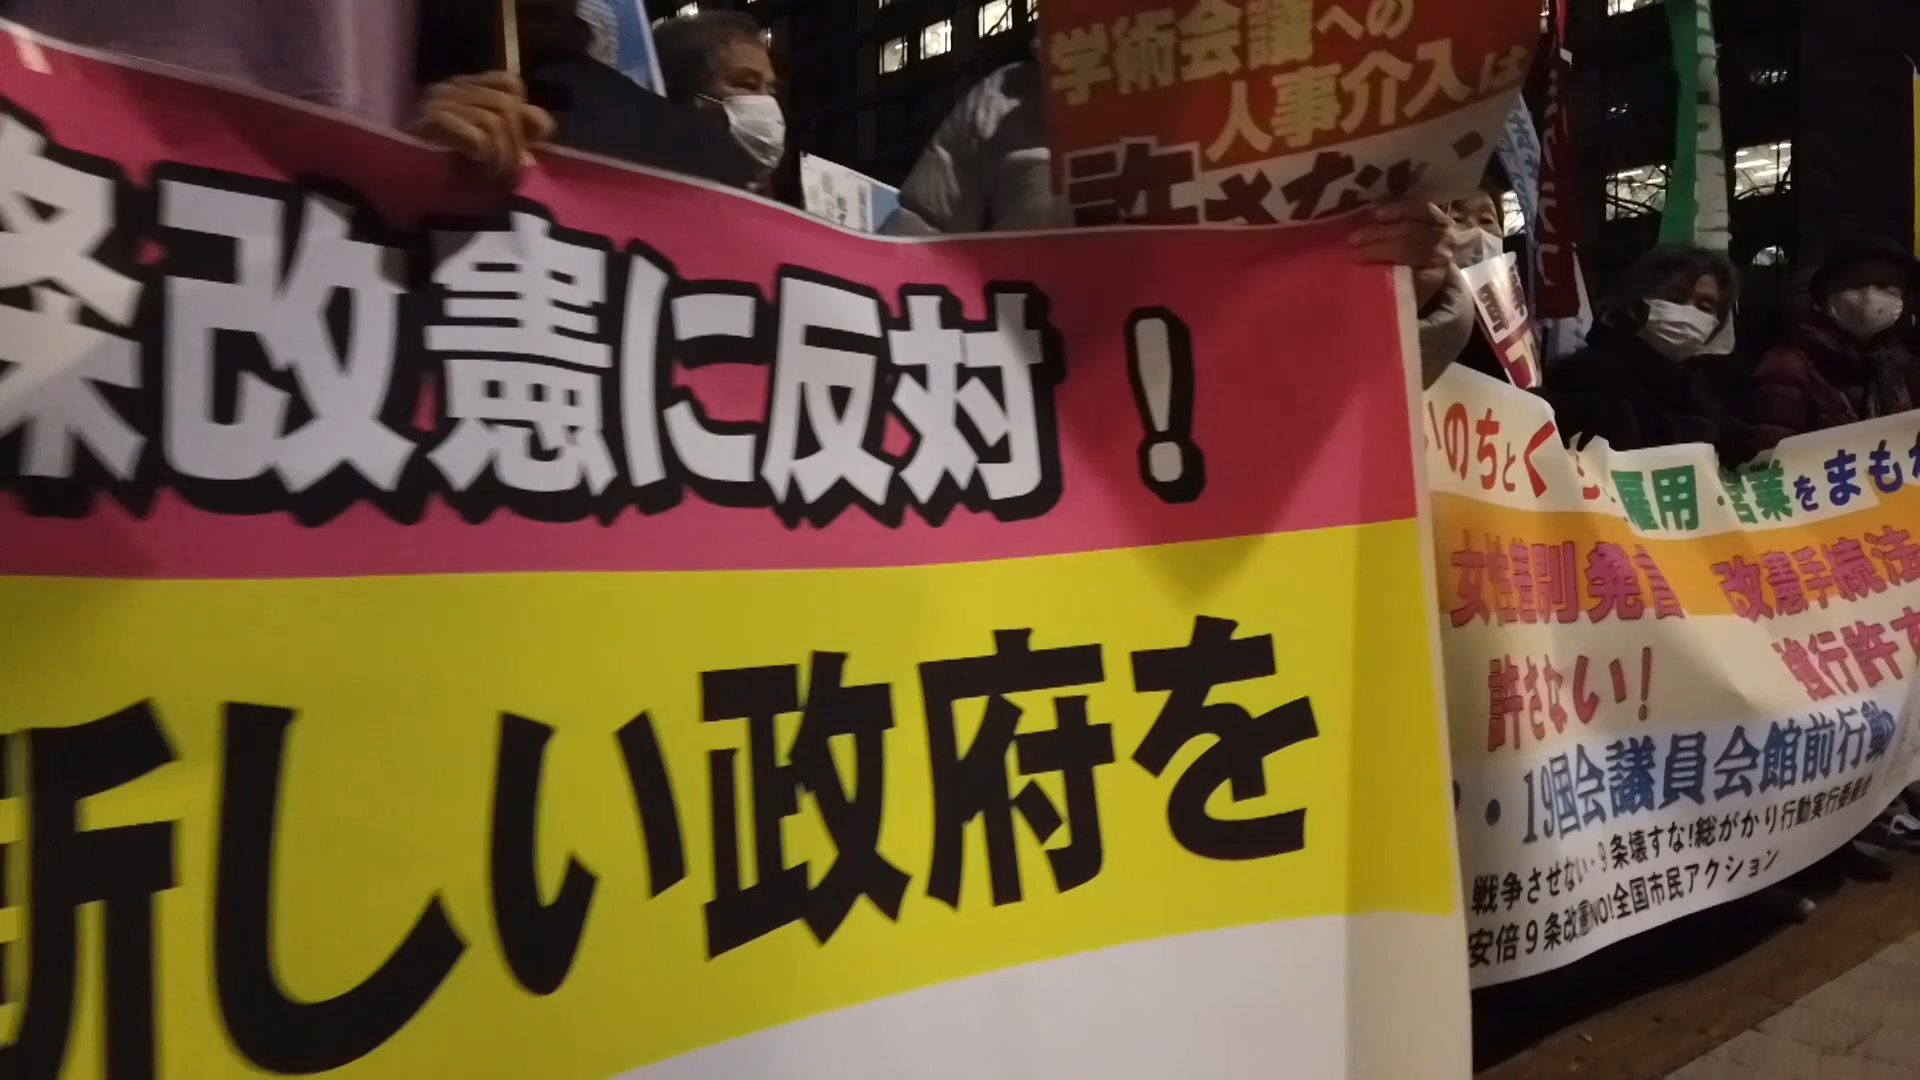 学術会議への
人事介入は
許さない
条改憲に反対!
新しい政府を
いのちとくらし 雇用・営業をまもれ
女性差別発言 改憲手続法
許さない! 強行許す
・19国会議員会館前行動
戦争させない・9条壊すな!総がかり行動実行委員会
安倍9条改憲NO!全国市民アクション